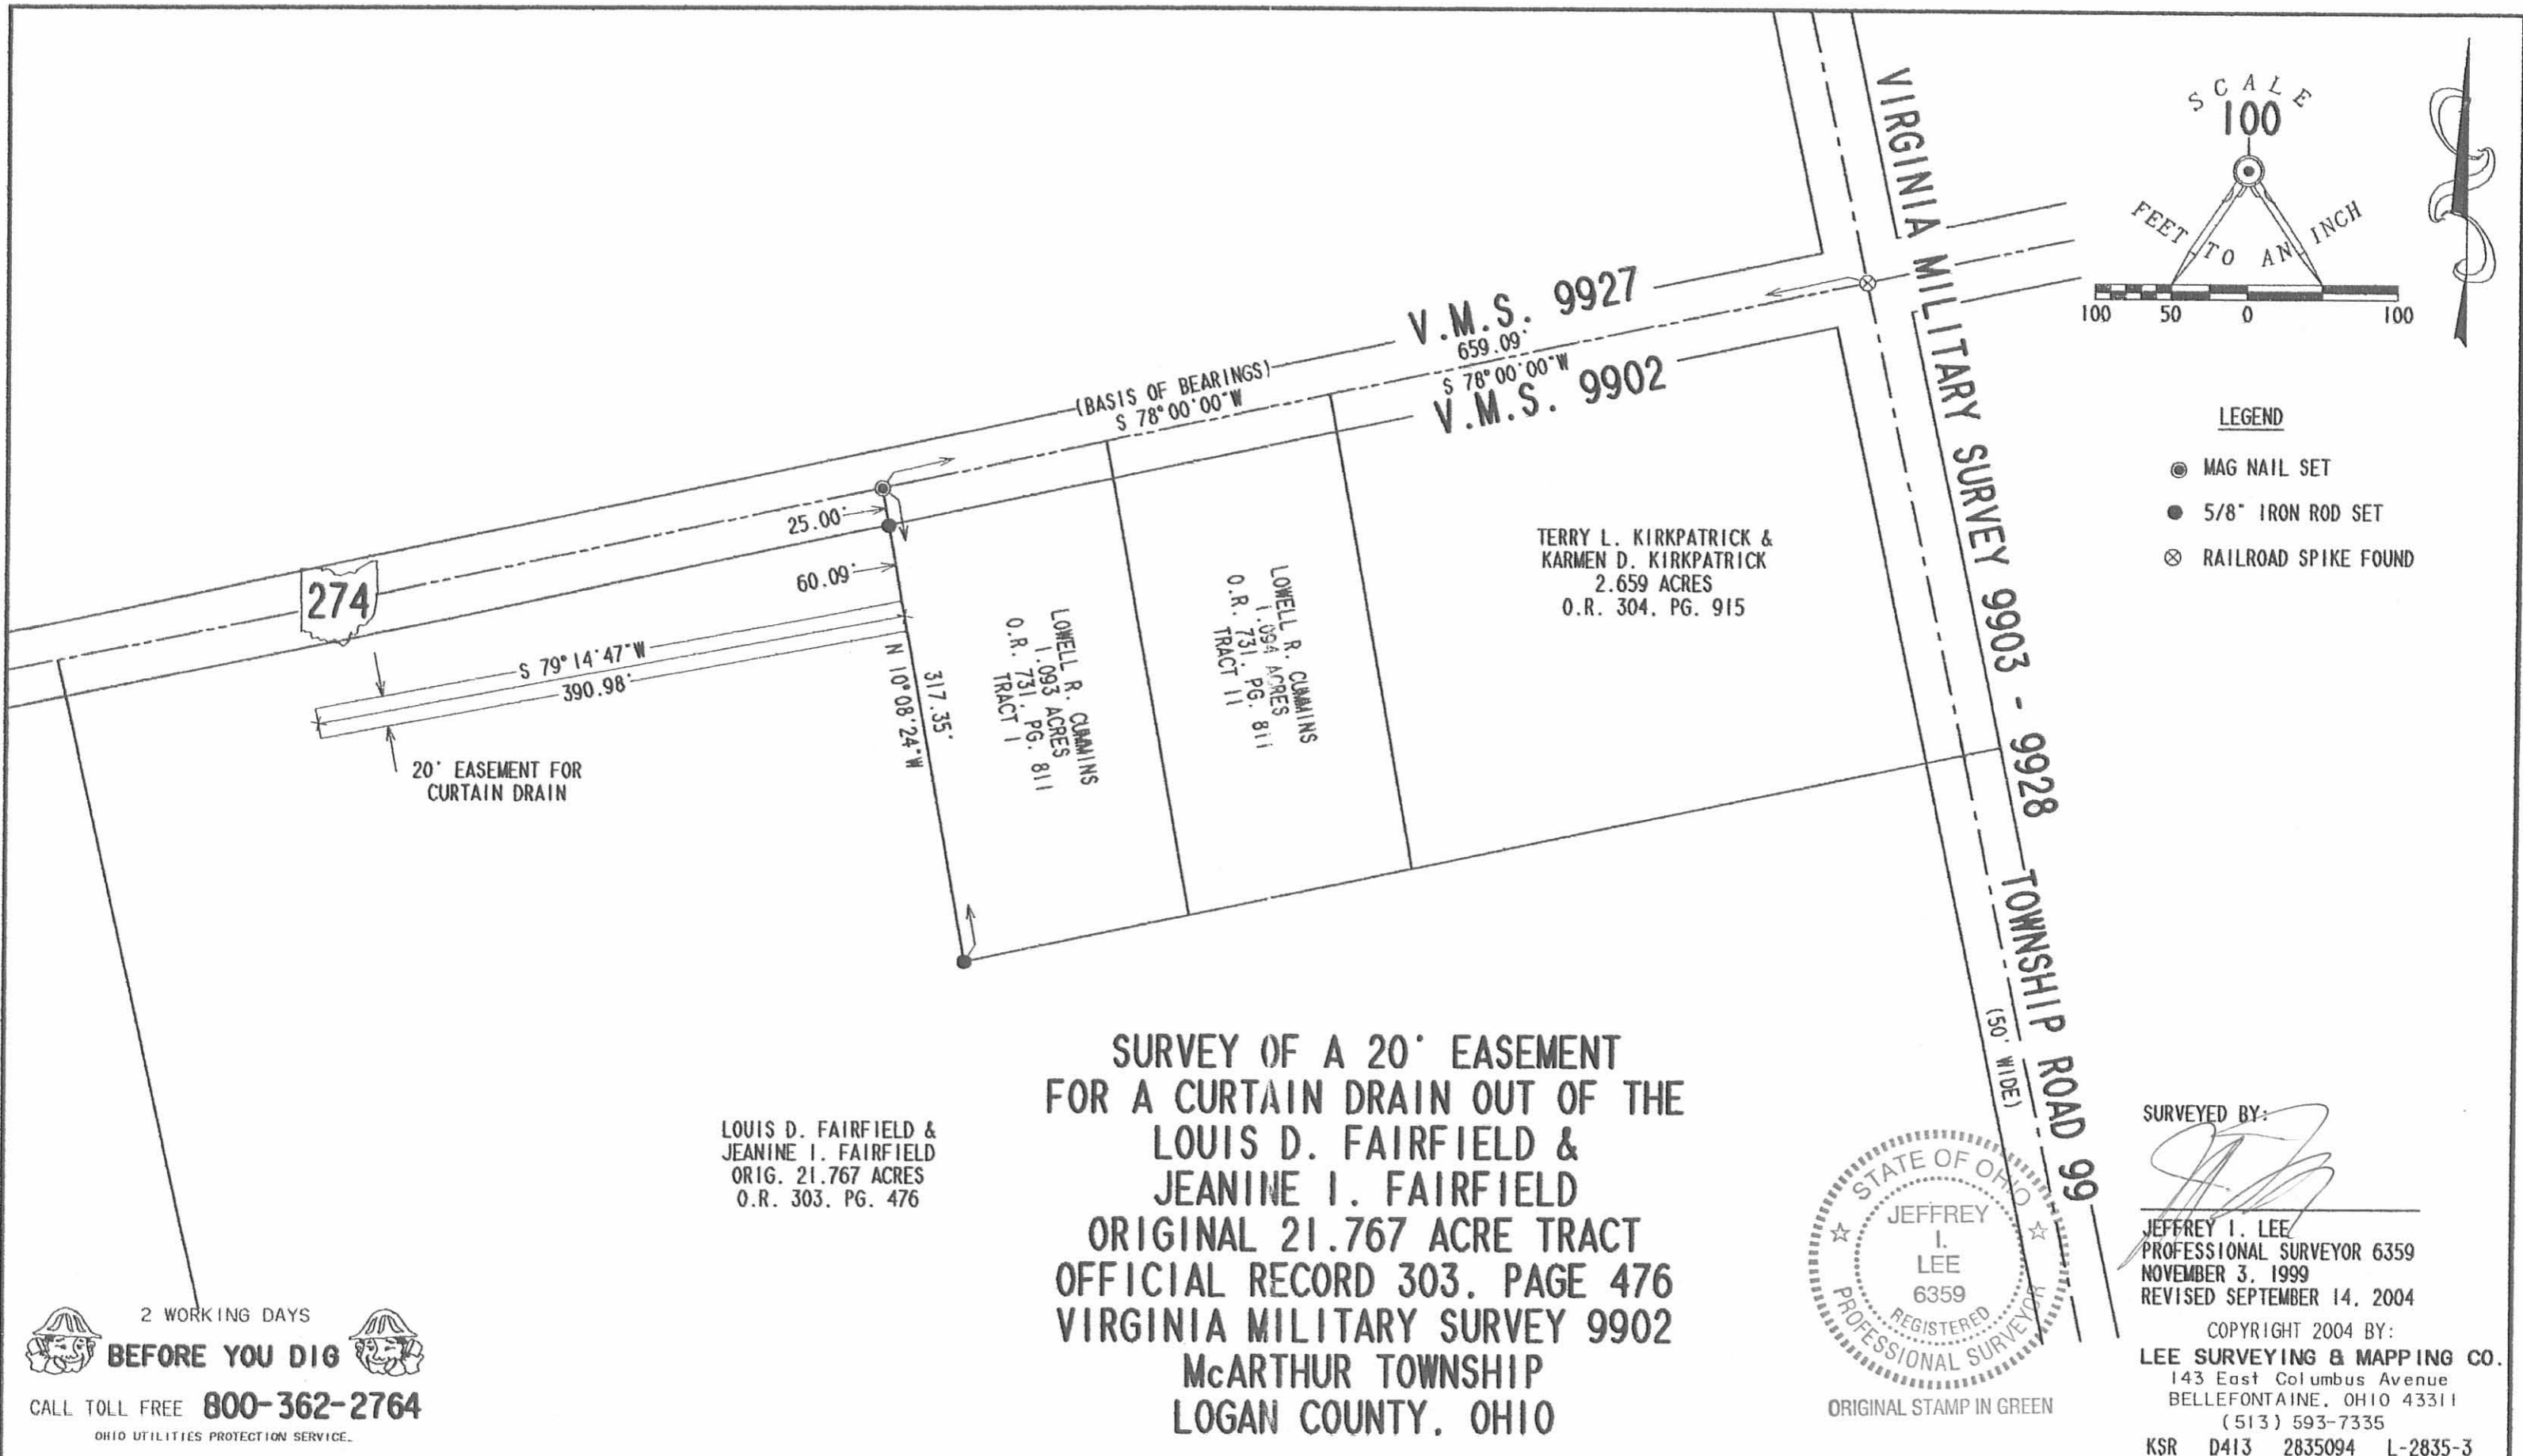 VIRGINIA MILITARY SURVEY 9903 - 9928
TOWNSHIP ROAD 99
(50' WIDE)
SCALE
100
FEET TO AN INCH
100 50 0 100
LEGEND
MAG NAIL SET
5/8" IRON ROD SET
RAILROAD SPIKE FOUND
V.M.S. 9927
659.09'
S 78°00'00"W
V.M.S. 9902
(BASIS OF BEARINGS)
S 78°00'00"W
25.00'
60.09'
274
S 79°14'47"W
390.98'
20' EASEMENT FOR
CURTAIN DRAIN
317.35'
N 10°08'24"W
LOWELL R. CUMMINS
1.093 ACRES
O.R. 731, PG. 811
TRACT I
LOWELL R. CUMMINS
1.094 ACRES
O.R. 731, PG. 811
TRACT II
TERRY L. KIRKPATRICK &
KARMEN D. KIRKPATRICK
2.659 ACRES
O.R. 304, PG. 915
LOUIS D. FAIRFIELD &
JEANINE I. FAIRFIELD
ORIG. 21.767 ACRES
O.R. 303, PG. 476
SURVEY OF A 20' EASEMENT
FOR A CURTAIN DRAIN OUT OF THE
LOUIS D. FAIRFIELD &
JEANINE I. FAIRFIELD
ORIGINAL 21.767 ACRE TRACT
OFFICIAL RECORD 303, PAGE 476
VIRGINIA MILITARY SURVEY 9902
McARTHUR TOWNSHIP
LOGAN COUNTY, OHIO
2 WORKING DAYS
BEFORE YOU DIG
CALL TOLL FREE 800-362-2764
OHIO UTILITIES PROTECTION SERVICE.
STATE OF OHIO
JEFFREY
I.
LEE
6359
REGISTERED
PROFESSIONAL SURVEYOR
ORIGINAL STAMP IN GREEN
SURVEYED BY:
JEFFREY I. LEE
PROFESSIONAL SURVEYOR 6359
NOVEMBER 3, 1999
REVISED SEPTEMBER 14, 2004
COPYRIGHT 2004 BY:
LEE SURVEYING & MAPPING CO.
143 East Columbus Avenue
BELLEFONTAINE, OHIO 43311
(513) 593-7335
KSR D413 2835094 L-2835-3